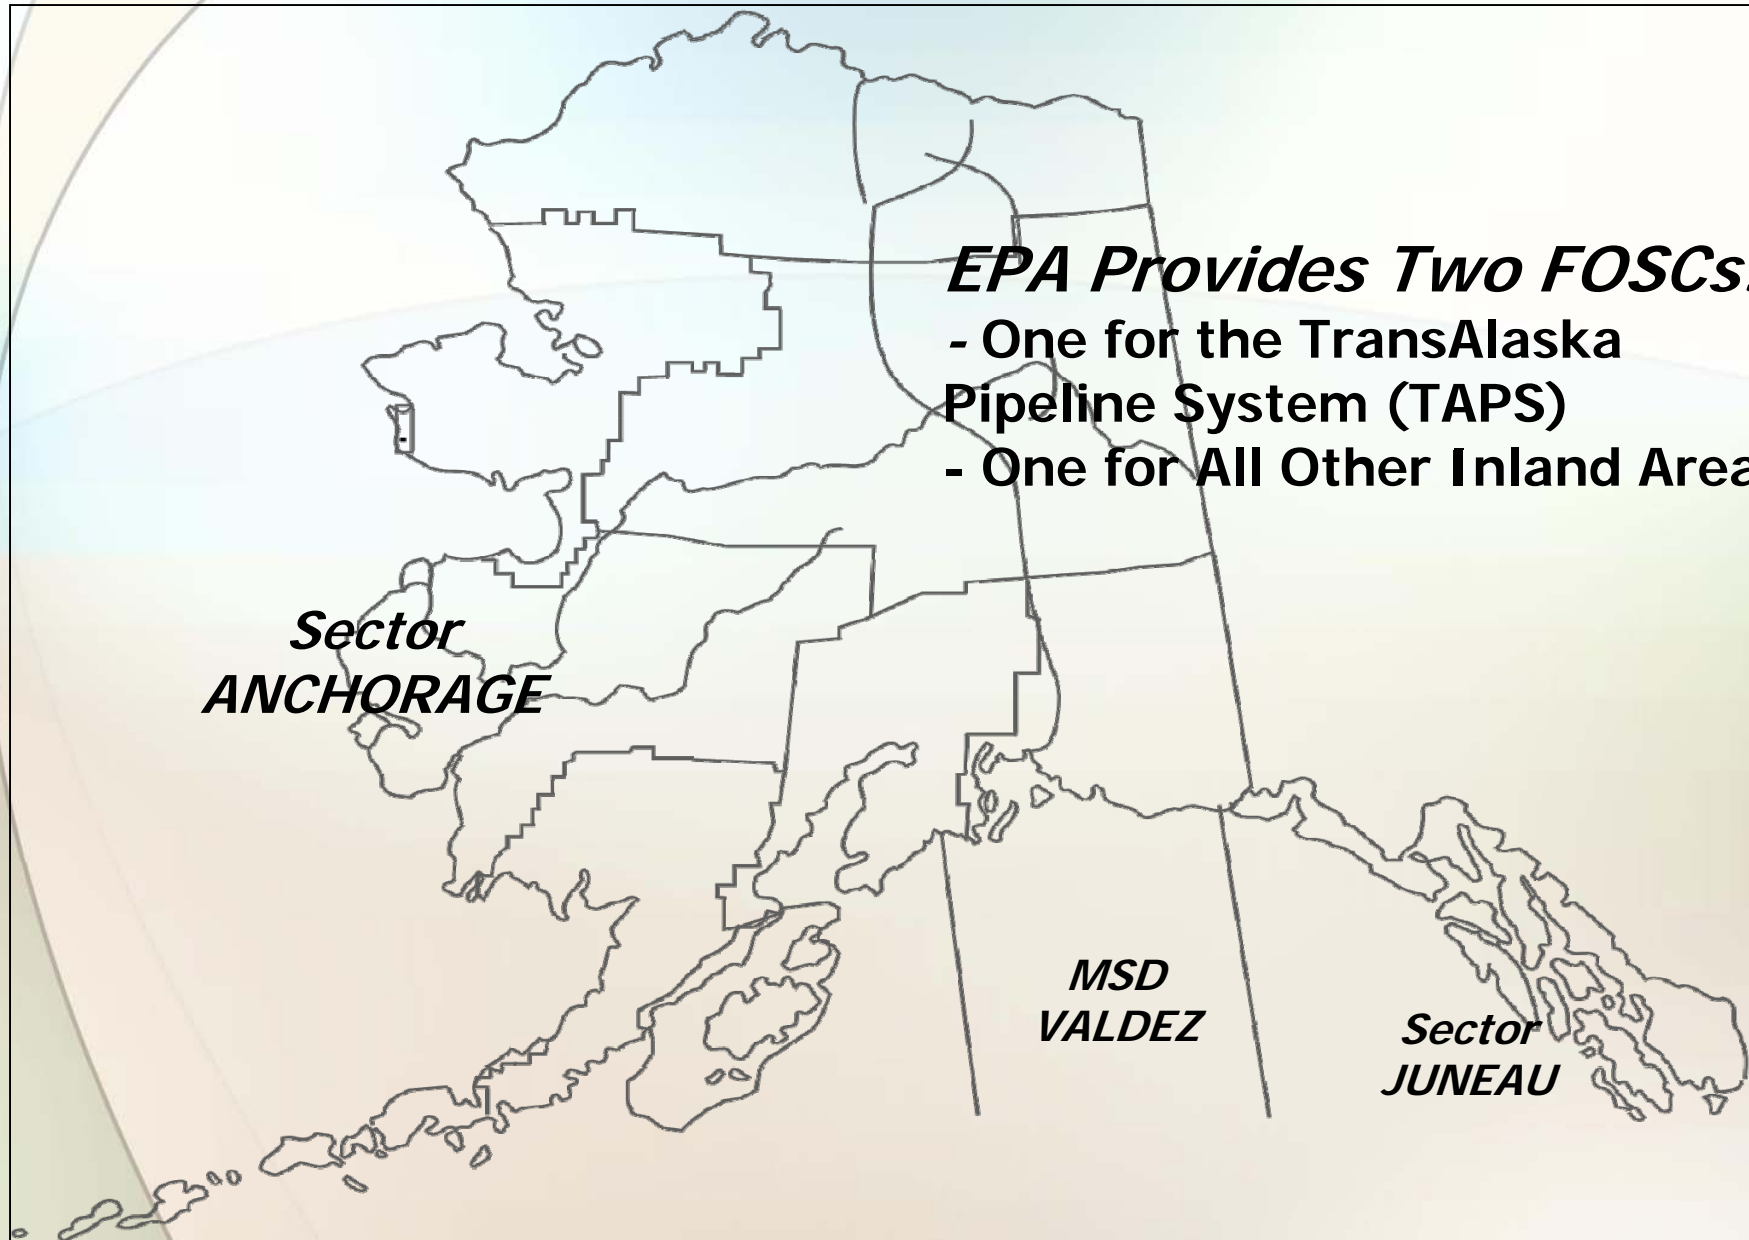 EPA Provides Two FOSCs:
- One for the TransAlaska
Pipeline System (TAPS)
- One for All Other Inland Area
Sector
ANCHORAGE
MSD
VALDEZ
Sector
JUNEAU